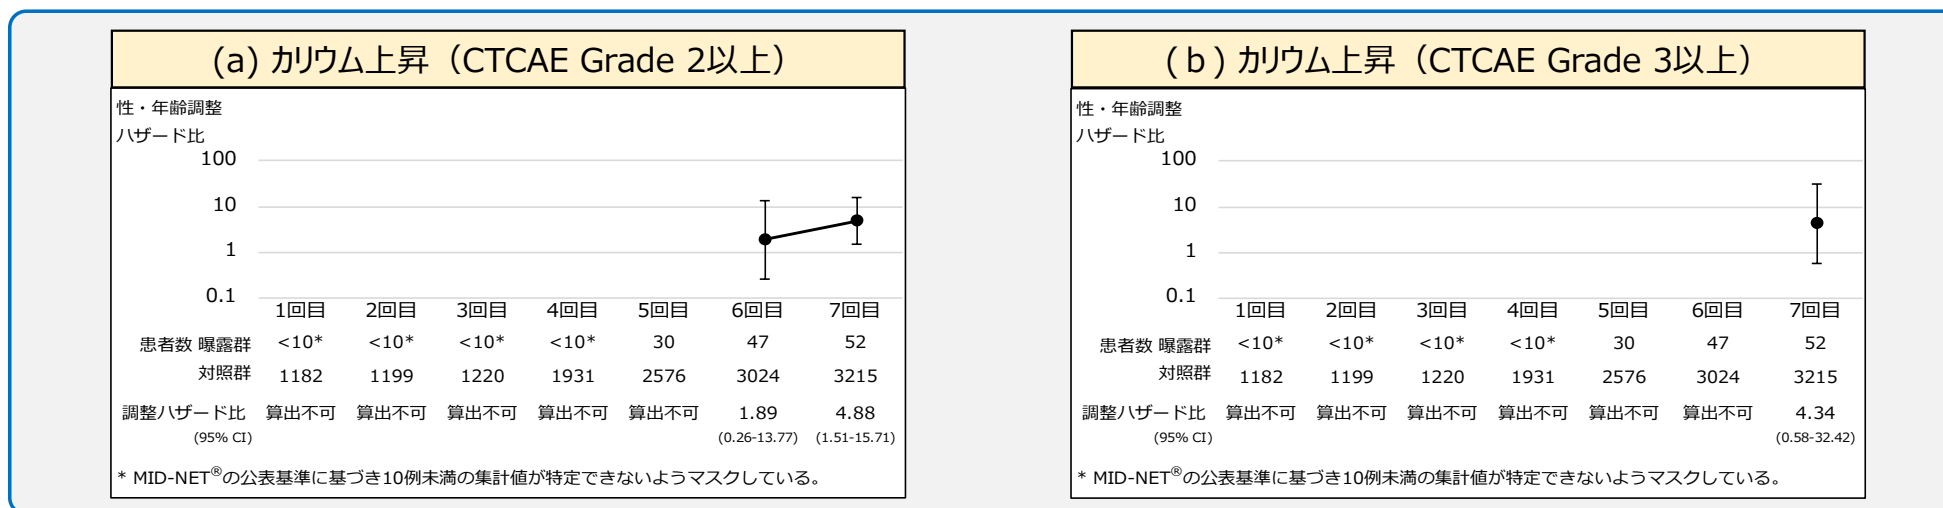 (a) カリウム上昇（CTCAE Grade 2以上）
性・年齢調整
ハザード比
100
10
1
0.1
1回目 2回目 3回目 4回目 5回目 6回目 7回目
患者数 曝露群 <10* <10* <10* <10* 30 47 52
対照群 1182 1199 1220 1931 2576 3024 3215
調整ハザード比 算出不可 算出不可 算出不可 算出不可 算出不可 1.89 4.88
(95% CI) (0.26-13.77) (1.51-15.71)
* MID-NET®の公表基準に基づき10例未満の集計値が特定できないようマスクしている。
(b) カリウム上昇（CTCAE Grade 3以上）
性・年齢調整
ハザード比
100
10
1
0.1
1回目 2回目 3回目 4回目 5回目 6回目 7回目
患者数 曝露群 <10* <10* <10* <10* 30 47 52
対照群 1182 1199 1220 1931 2576 3024 3215
調整ハザード比 算出不可 算出不可 算出不可 算出不可 算出不可 算出不可 4.34
(95% CI) (0.58-32.42)
* MID-NET®の公表基準に基づき10例未満の集計値が特定できないようマスクしている。